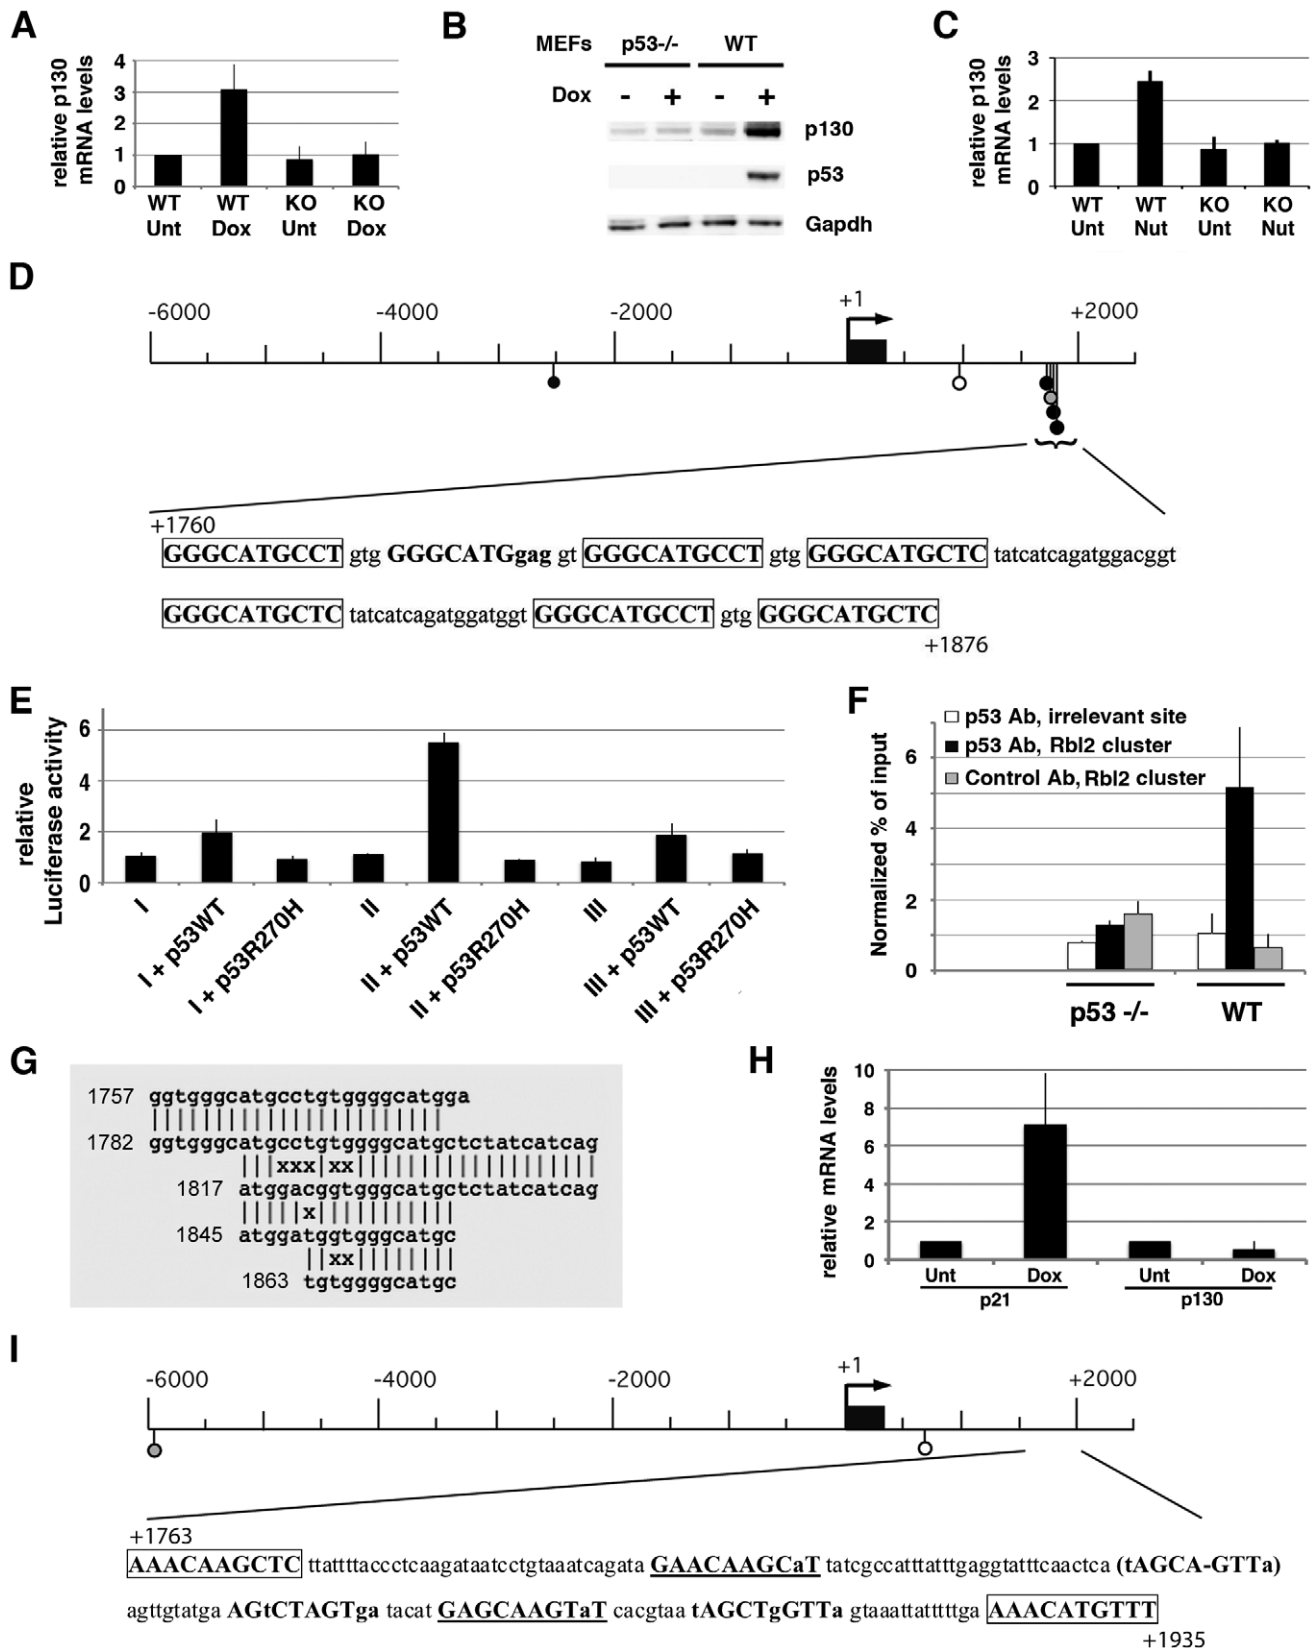 A
relative p130
mRNA levels
4
3
2
1
0
WT WT KO KO
Unt Dox Unt Dox
B
MEFs p53-/- WT
Dox - + - +
p130
p53
Gapdh
C
relative p130
mRNA levels
3
2
1
0
WT WT KO KO
Unt Nut Unt Nut
D
-6000 -4000 -2000 +1 +2000
+1760
GGGCATGCCT gtg GGGCATGgag gt GGGCATGCCT gtg GGGCATGCTC tatcatcagatggacggt
GGGCATGCTC tatcatcagatggatggt GGGCATGCCT gtg GGGCATGCTC
+1876
E
relative
Luciferase activity
6
4
2
0
I
I + p53WT
I + p53R270H
II
II + p53WT
II + p53R270H
III
III + p53WT
III + p53R270H
F
Normalized % of input
p53 Ab, irrelevant site
p53 Ab, Rbl2 cluster
Control Ab, Rbl2 cluster
6
4
2
0
p53 -/- WT
G
1757 ggtgggcatgcctgtggggcatgga
1782 ggtgggcatgcctgtggggcatgctctatcatcag
xxx xx
1817 atggacggtgggcatgctctatcatcag
x
1845 atggatggtgggcatgc
xx
1863 tgtggggcatgc
H
relative mRNA levels
10
8
6
4
2
0
Unt Dox Unt Dox
p21 p130
I
-6000 -4000 -2000 +1 +2000
+1763
AAACAAGCTC ttattttaccctcaagataatcctgtaaatcagata GAACAAGCaT tatcgccatttatttgaggtatttcaactca (tAGCA-GTTa)
agttgtatga AGtCTAGTga tacat GAGCAAGTaT cacgtaa tAGCTgGTTa gtaaattatttttga AAACATGTTT
+1935